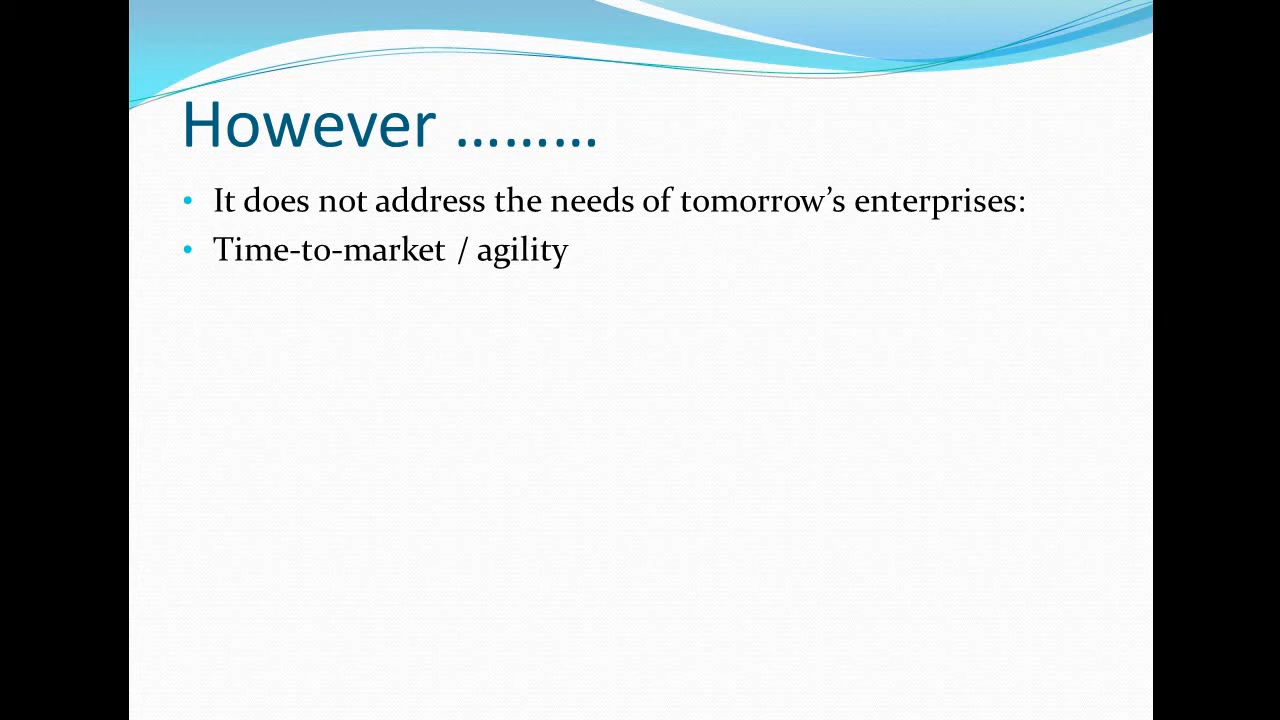 However ………
• It does not address the needs of tomorrow’s enterprises:
• Time-to-market / agility